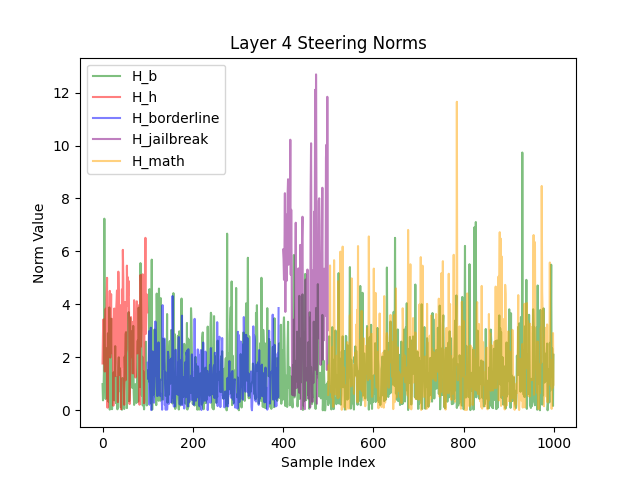 Layer 4 Steering Norms
H_b
H_h
H_borderline
H_jailbreak
H_math
Norm Value
12
10
8
6
4
2
0
0
200
400
600
800
1000
Sample Index